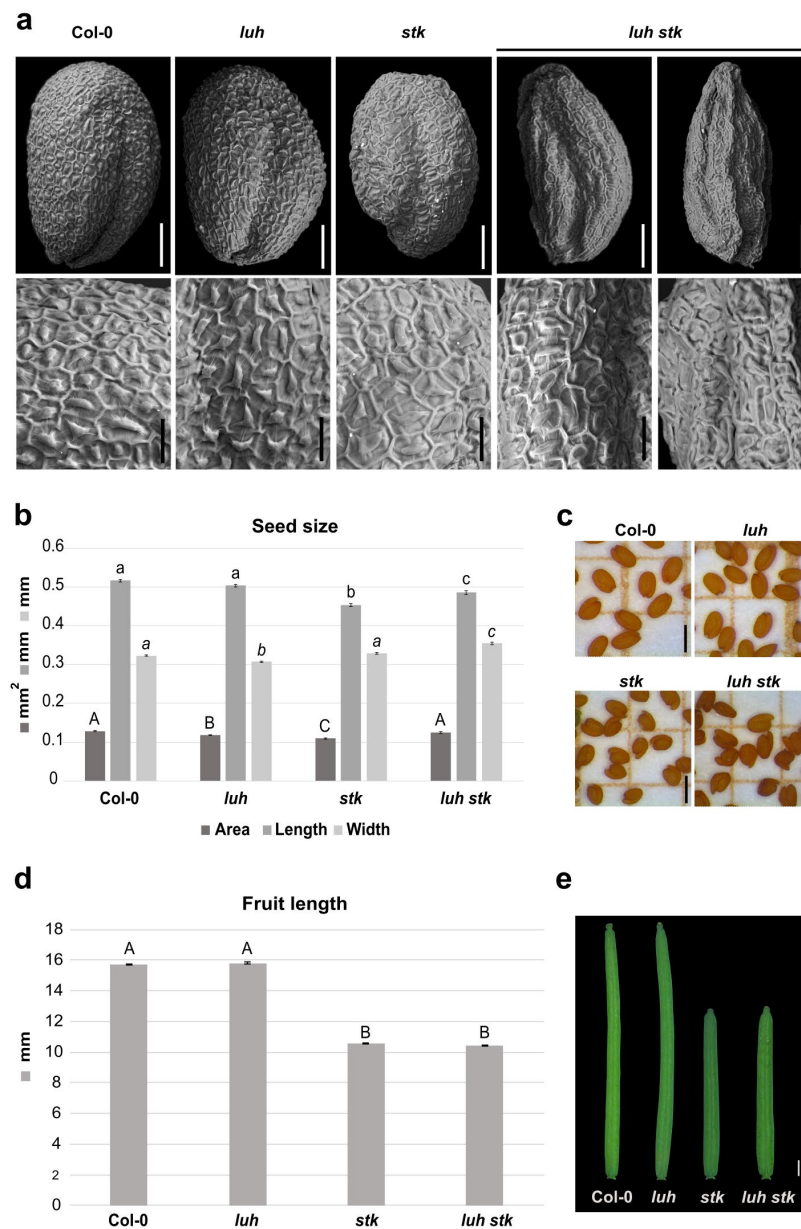 a
Col-0 luh stk luh stk
b
Seed size
0.6
0.5
0.4
0.3
0.2
0.1
0
mm² mm mm
A a a
B a b
C b a
A c c
Col-0 luh stk luh stk
Area Length Width
c
Col-0 luh
stk luh stk
d
Fruit length
18
16
14
12
10
8
6
4
2
0
mm
A A B B
Col-0 luh stk luh stk
e
Col-0 luh stk luh stk